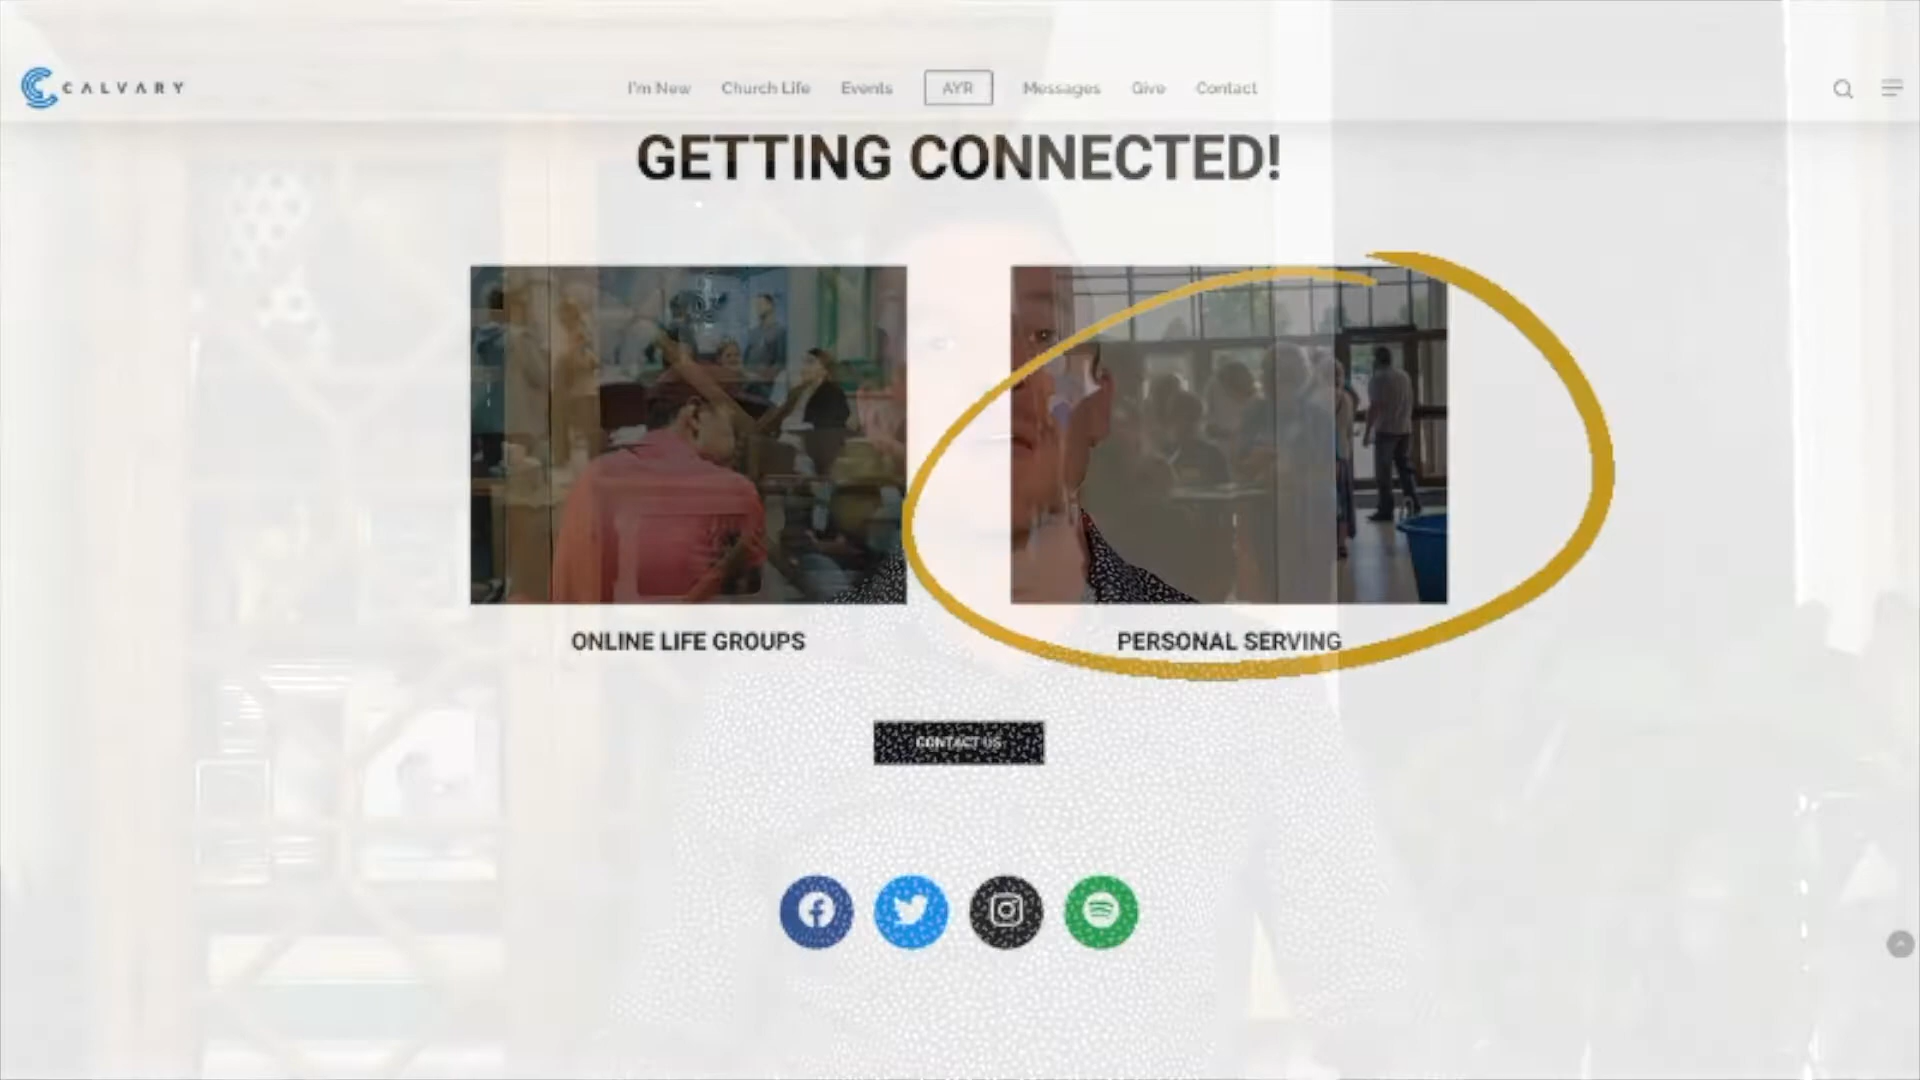 CALVARY
I'm New Church Life Events AYR Messages Give Contact
GETTING CONNECTED!
ONLINE LIFE GROUPS
PERSONAL SERVING
CONTACT US